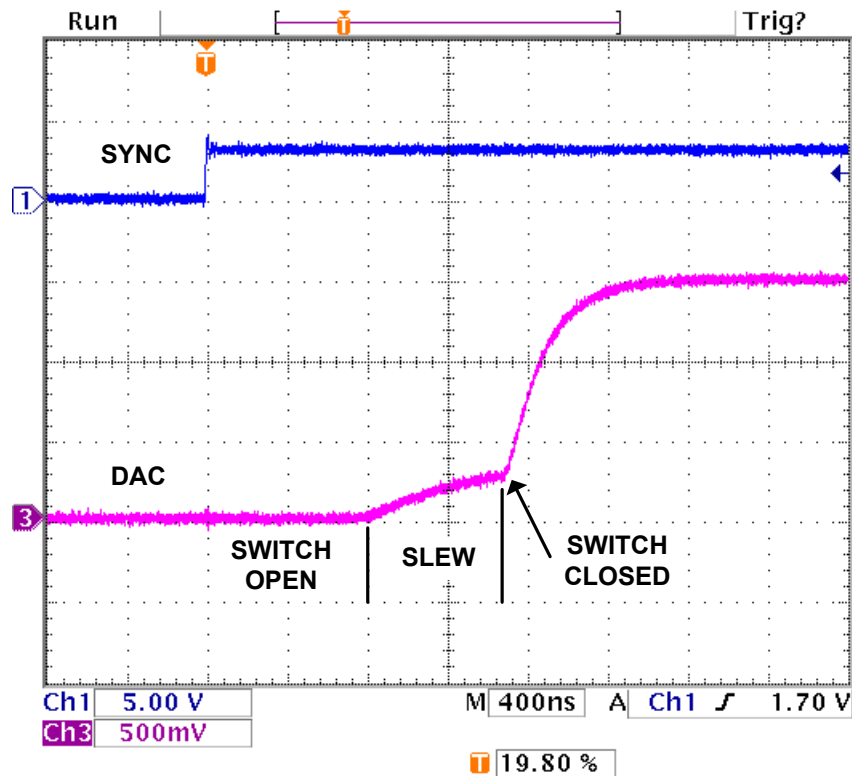 Run
Trig?
T
T
SYNC
1
DAC
3
SWITCH
OPEN
SLEW
SWITCH
CLOSED
Ch1 5.00 V
M 400ns A Ch1 1.70 V
Ch3 500mV
T 19.80 %